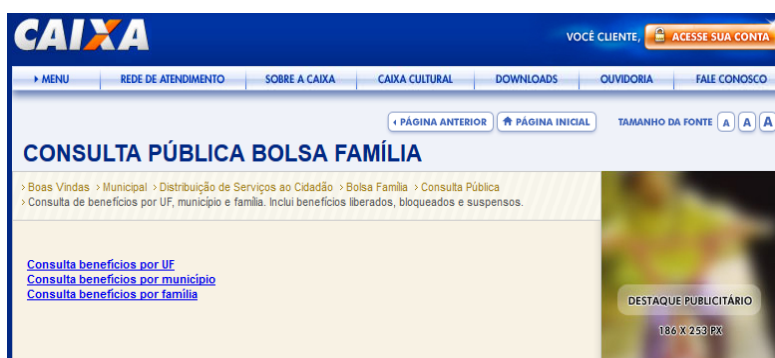 CAIXA
VOCÊ CLIENTE, ACESSE SUA CONTA
MENU REDE DE ATENDIMENTO SOBRE A CAIXA CAIXA CULTURAL DOWNLOADS OUVIDORIA FALE CONOSCO
PÁGINA ANTERIOR PÁGINA INICIAL TAMANHO DA FONTE A A A
CONSULTA PÚBLICA BOLSA FAMÍLIA
› Boas Vindas › Municipal › Distribuição de Serviços ao Cidadão › Bolsa Família › Consulta Pública
› Consulta de benefícios por UF, município e família. Inclui benefícios liberados, bloqueados e suspensos.
Consulta benefícios por UF
Consulta benefícios por município
Consulta benefícios por família
DESTAQUE PUBLICITÁRIO
186 X 253 PX